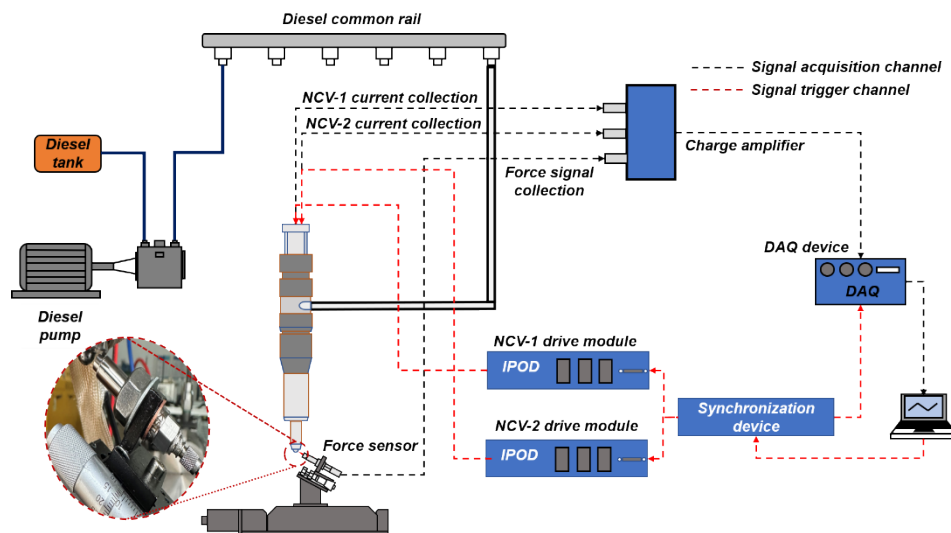 Diesel common rail
Signal acquisition channel
Signal trigger channel
NCV-1 current collection
NCV-2 current collection
Diesel
tank
Charge amplifier
Force signal
collection
DAQ device
DAQ
Diesel
pump
NCV-1 drive module
IPOD
Synchronization
device
NCV-2 drive module
IPOD
Force sensor